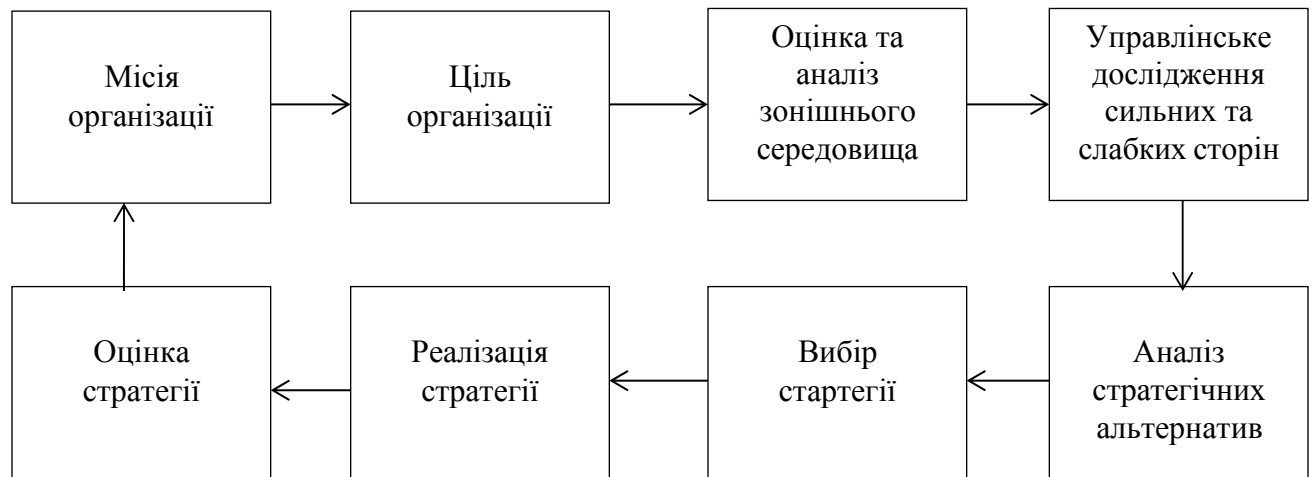 Місія
організації
Ціль
організації
Оцінка та
аналіз
зонішнього
середовища
Управлінське
дослідження
сильних та
слабких сторін
Оцінка
стратегії
Реалізація
стратегії
Вибір
стартегії
Аналіз
стратегічних
альтернатив